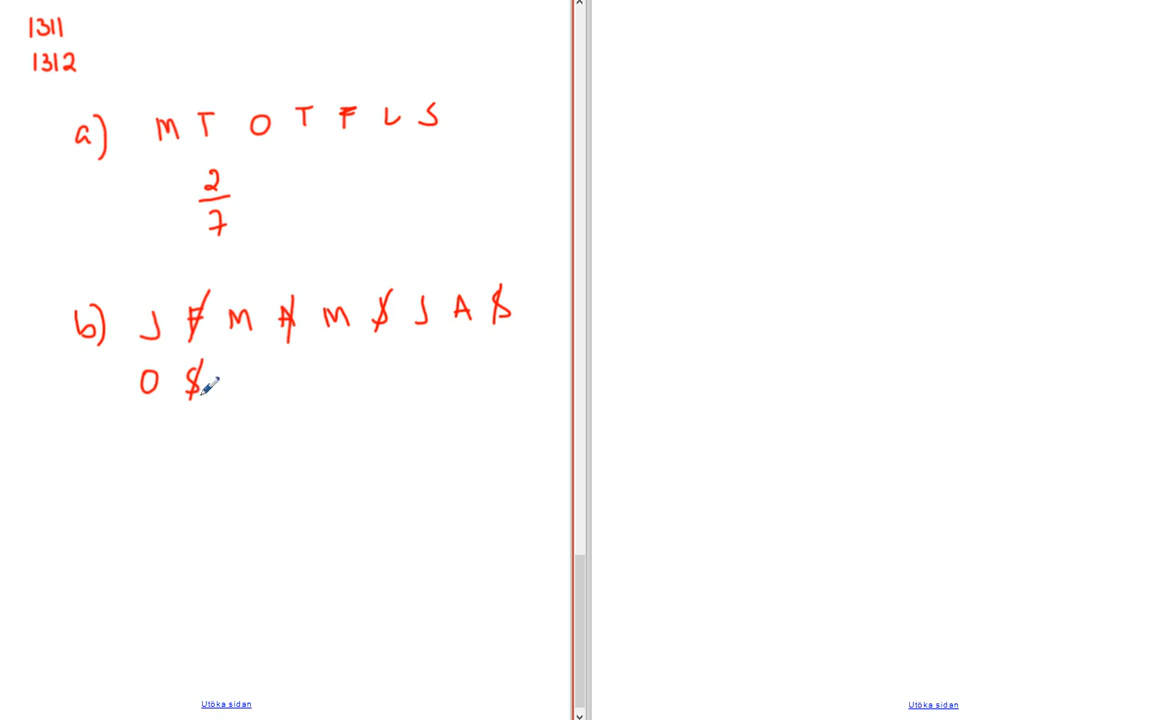 1311
1312
a) M T O T F L S
2
7
b) J F M A M J J A S
O N
Utöka sidan
Utöka sidan